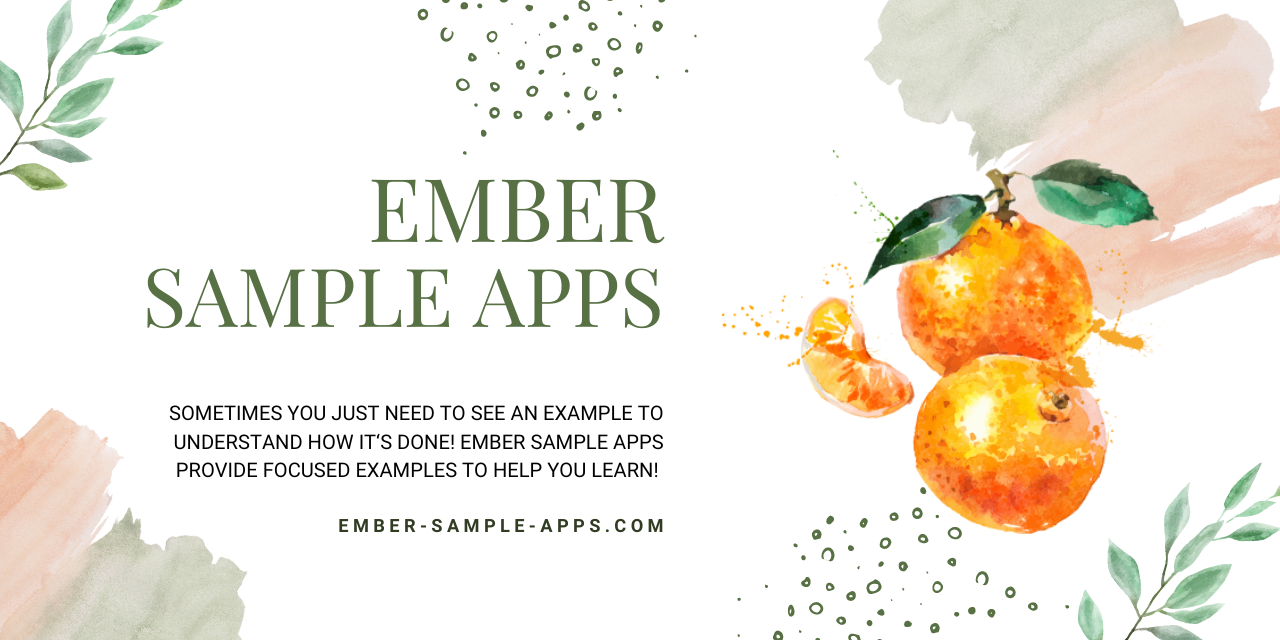 EMBER
SAMPLE APPS
SOMETIMES YOU JUST NEED TO SEE AN EXAMPLE TO
UNDERSTAND HOW IT'S DONE! EMBER SAMPLE APPS
PROVIDE FOCUSED EXAMPLES TO HELP YOU LEARN!
EMBER-SAMPLE-APPS.COM